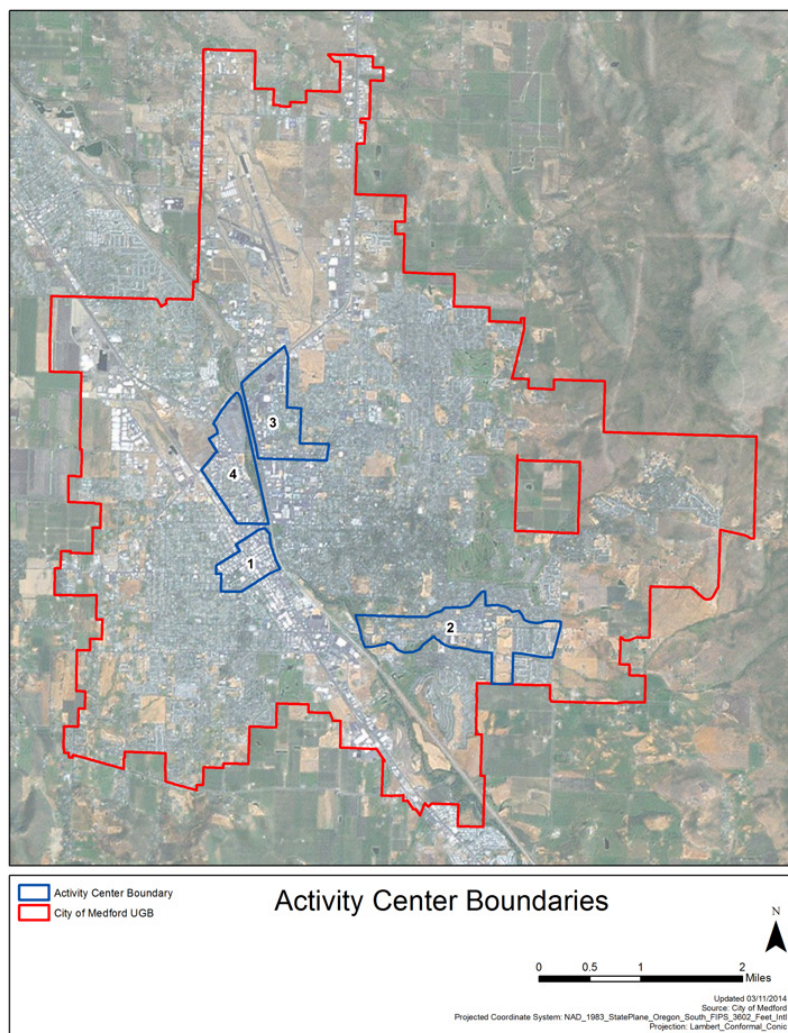 3
4
1
2
Activity Center Boundary
City of Medford UGB
Activity Center Boundaries
N
0 0.5 1 2
Miles
Updated 03/11/2014
Source: City of Medford
Projected Coordinate System: NAD_1983_StatePlane_Oregon_South_FIPS_3602_Feet_Intl
Projection: Lambert_Conformal_Conic